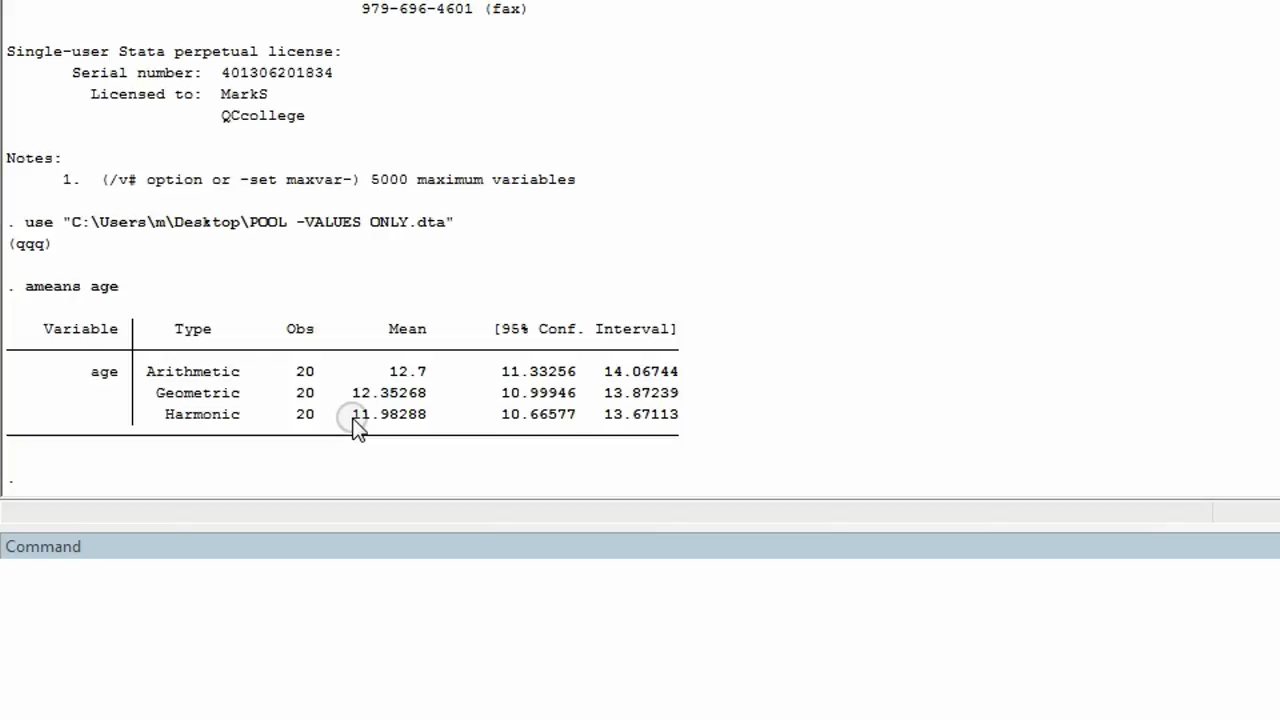 979-696-4601 (fax)
Single-user Stata perpetual license:
Serial number: 401306201834
Licensed to: MarkS
QCcollege
Notes:
1. (/v# option or -set maxvar-) 5000 maximum variables
. use "C:\Users\m\Desktop\POOL -VALUES ONLY.dta"
(qqq)
. ameans age
Variable Type Obs Mean [95% Conf. Interval]
age Arithmetic 20 12.7 11.33256 14.06744
Geometric 20 12.35268 10.99946 13.87239
Harmonic 20 11.98288 10.66577 13.67113
.
Command